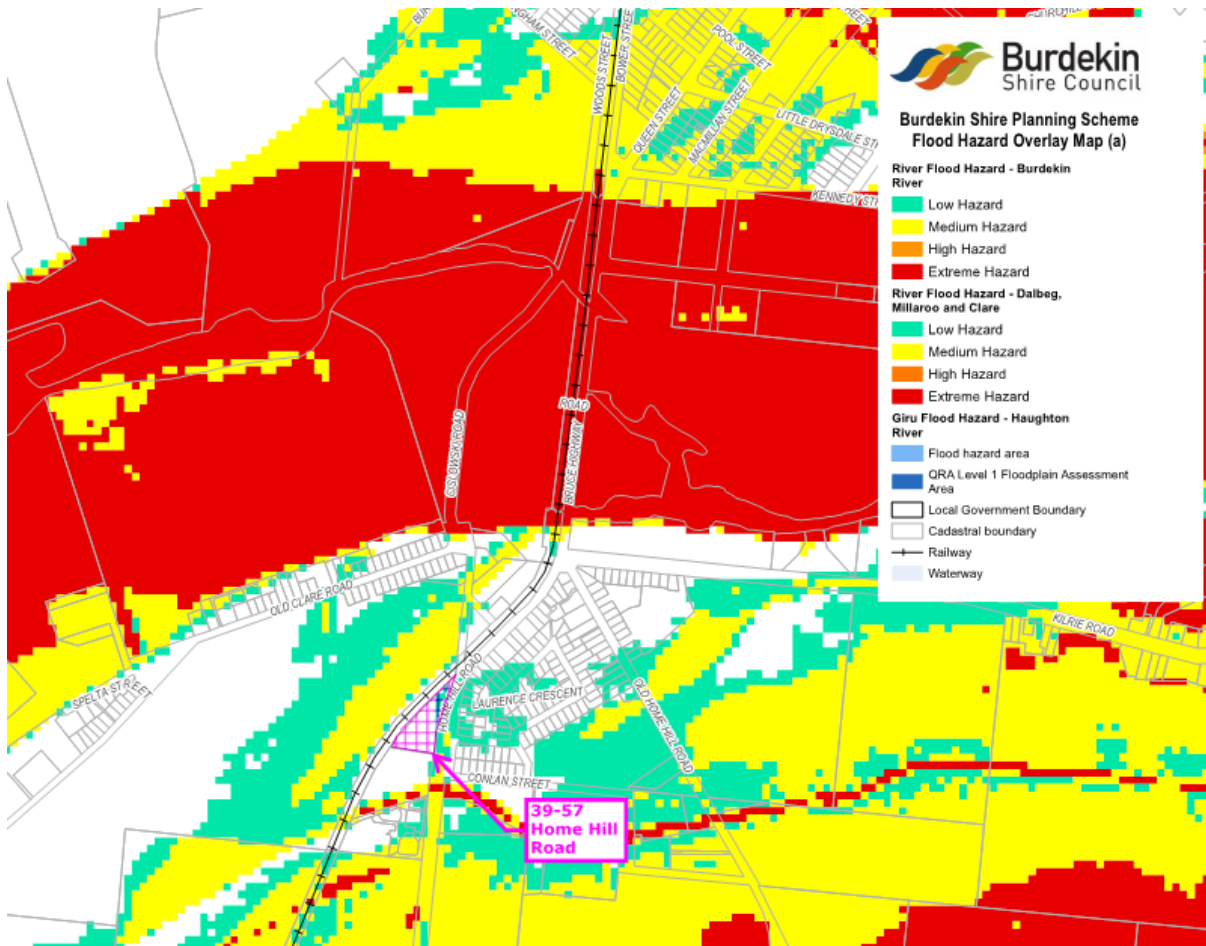 INGHAM STREET
WOODS STREET
BOWER STREET
POOL STREET
QUEEN STREET
MACMILLAN STREET
LITTLE DRYSDALE
KENNEDY
CISLOWSKI ROAD
ROAD
BRUCE HIGHWAY
OLD CLARE ROAD
SPELTA STREET
HOME HILL ROAD
LAURENCE CRESCENT
OLD HOME HILL ROAD
KILRIE ROAD
CONLAN STREET
39-57
Home Hill
Road
Burdekin
Shire Council
Burdekin Shire Planning Scheme
Flood Hazard Overlay Map (a)
River Flood Hazard - Burdekin
River
Low Hazard
Medium Hazard
High Hazard
Extreme Hazard
River Flood Hazard - Dalbeg,
Millaroo and Clare
Low Hazard
Medium Hazard
High Hazard
Extreme Hazard
Giru Flood Hazard - Haughton
River
Flood hazard area
QRA Level 1 Floodplain Assessment
Area
Local Government Boundary
Cadastral boundary
Railway
Waterway